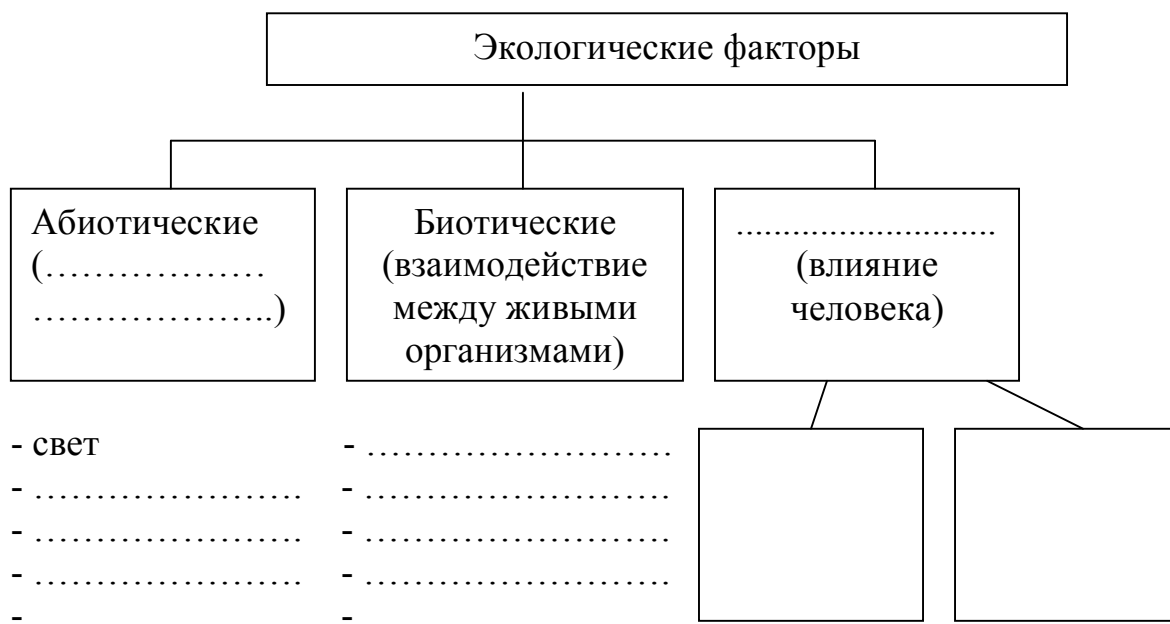 Экологические факторы
Абиотические
(………………
………………..)
Биотические
(взаимодействие
между живыми
организмами)
...........................
(влияние
человека)
- свет
- …………………….
- …………………….
- …………………….
-
- ……………………….
- ……………………….
- ……………………….
- ……………………….
-